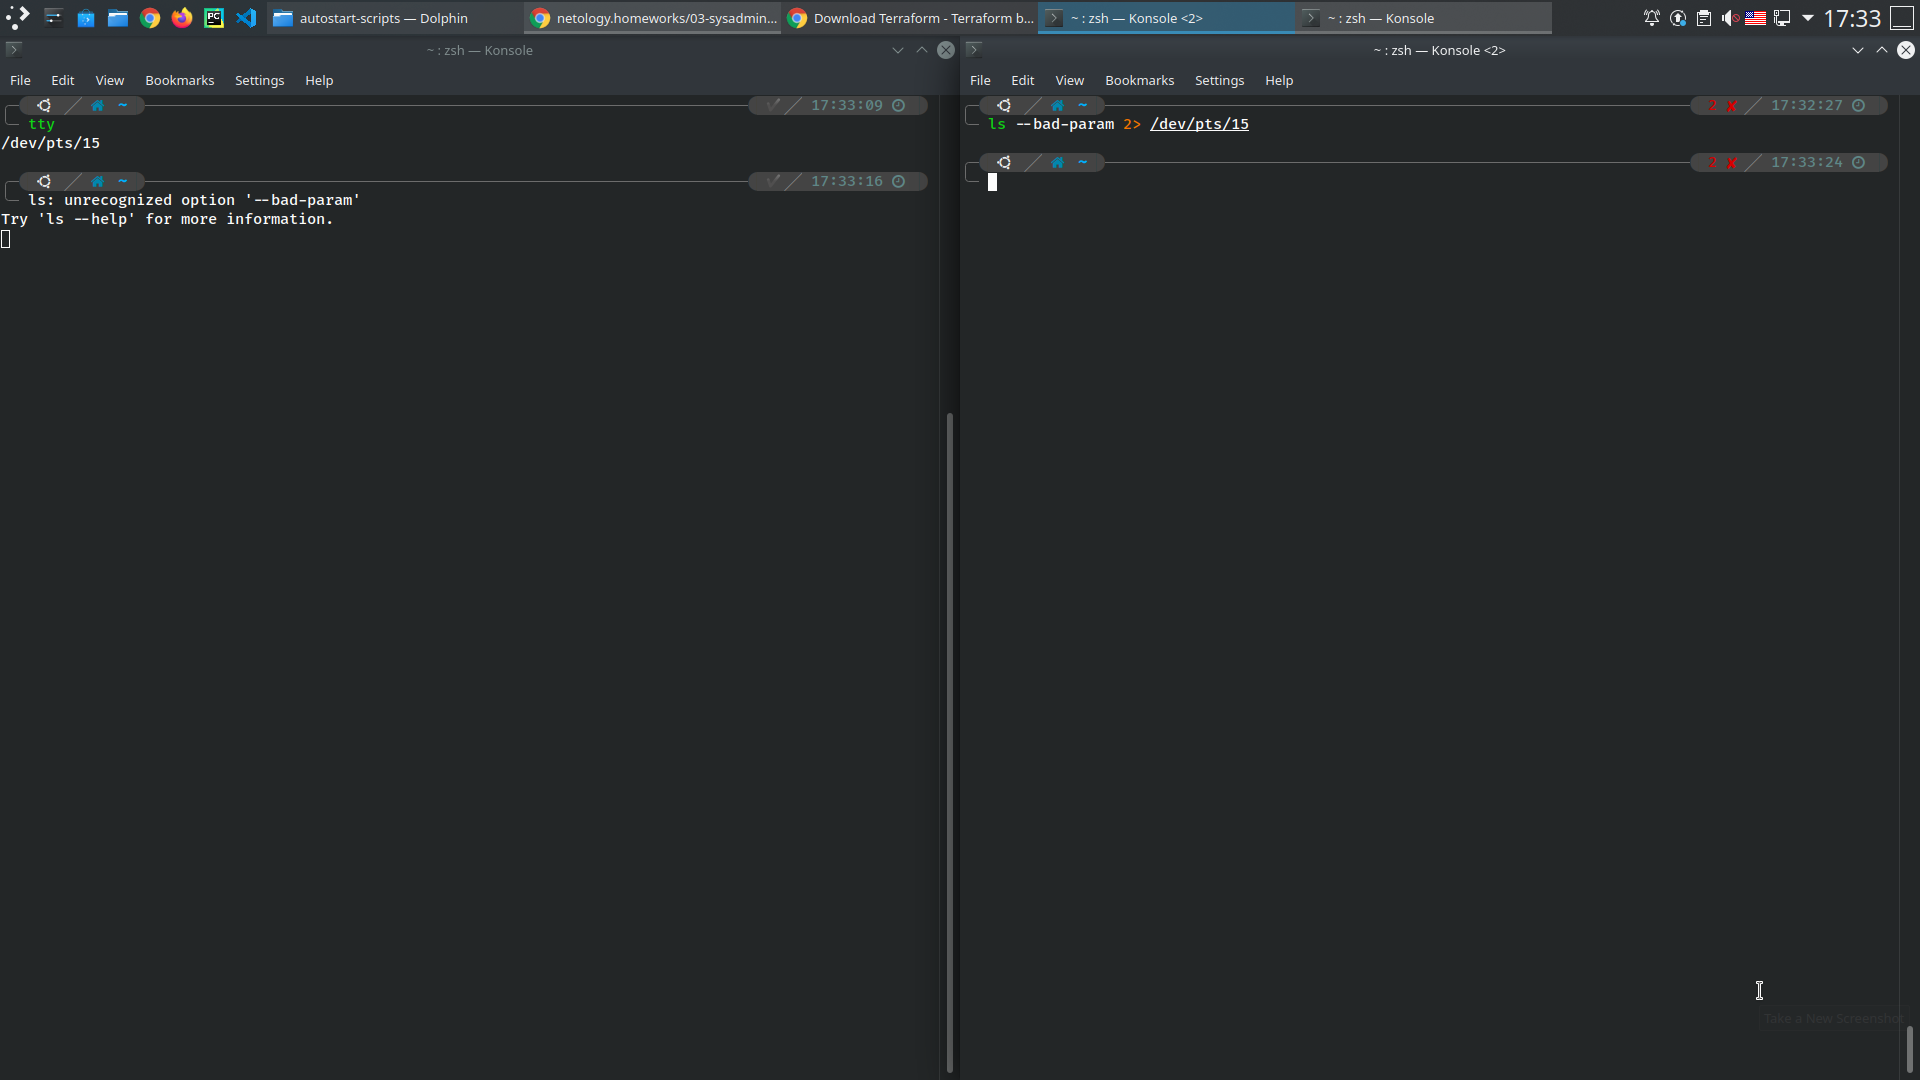 autostart-scripts — Dolphin
netology.homeworks/03-sysadmin...
Download Terraform - Terraform b...
~ : zsh — Konsole <2>
~ : zsh — Konsole
17:33
~ : zsh — Konsole
File Edit View Bookmarks Settings Help
~ 17:33:09
tty
/dev/pts/15
~ 17:33:16
ls: unrecognized option '--bad-param'
Try 'ls --help' for more information.
~ : zsh — Konsole <2>
File Edit View Bookmarks Settings Help
~ 2 ✘ 17:32:27
ls --bad-param 2> /dev/pts/15
~ 2 ✘ 17:33:24
Take a New Screenshot